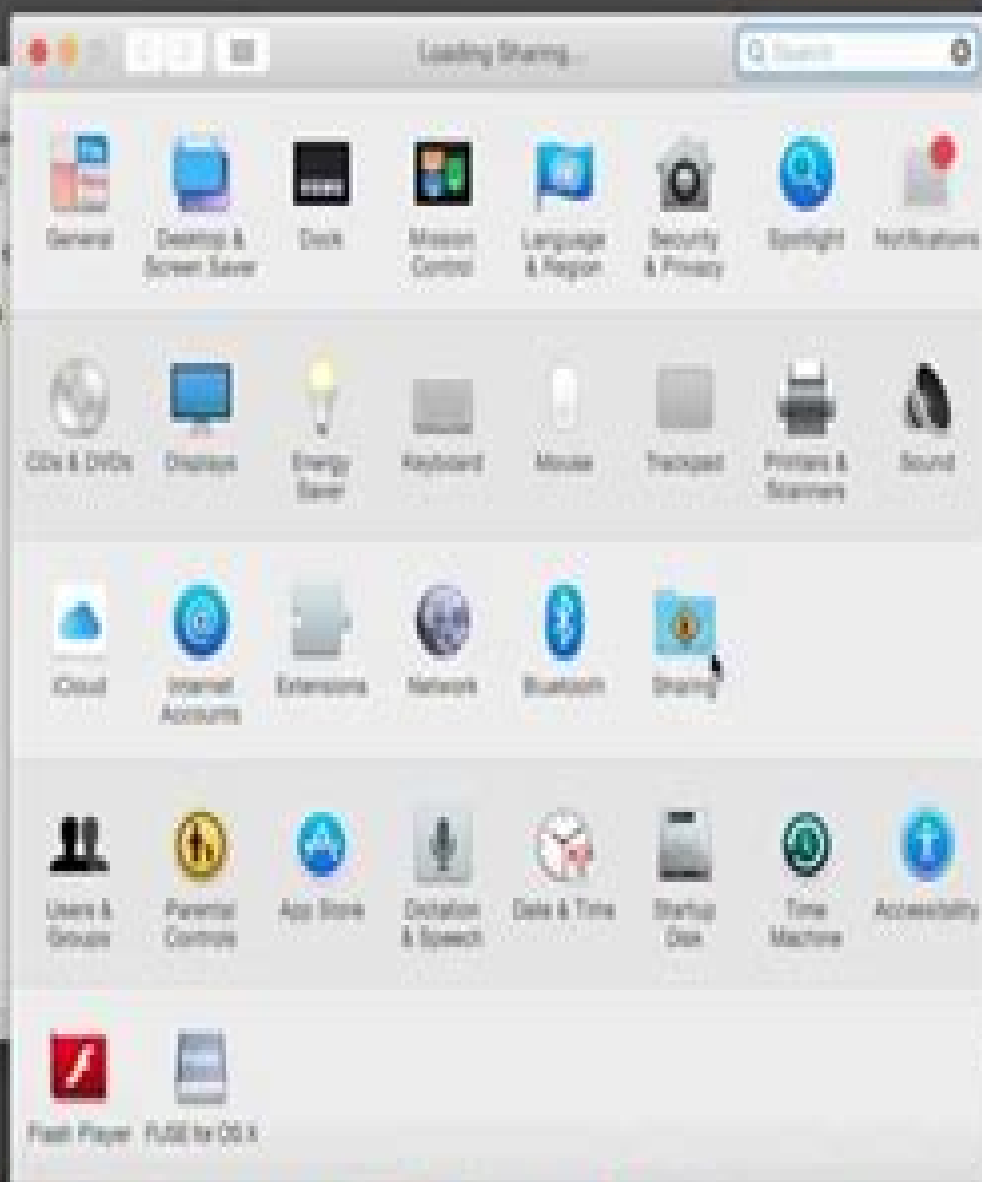 Loading Sharing...
Search
General
Desktop &
Screen Saver
Dock
Mission
Control
Language
& Region
Security
& Privacy
Spotlight
Notifications
CDs & DVDs
Displays
Energy
Saver
Keyboard
Mouse
Trackpad
Printers &
Scanners
Sound
iCloud
Internet
Accounts
Extensions
Network
Bluetooth
Sharing
Users &
Groups
Parental
Controls
App Store
Dictation
& Speech
Date & Time
Startup
Disk
Time
Machine
Accessibility
Flash Player
FUSE for OS X